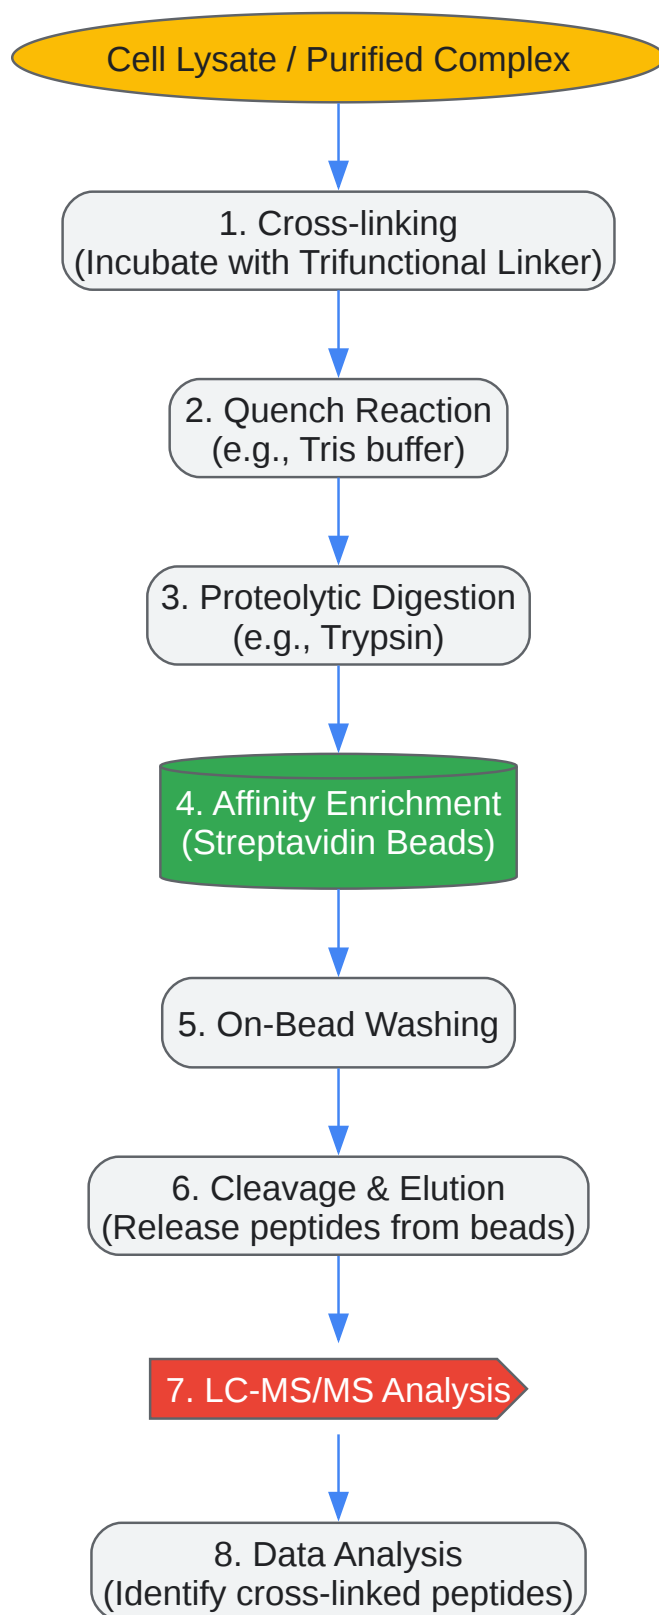 Cell Lysate / Purified Complex
1. Cross-linking
(Incubate with Trifunctional Linker)
2. Quench Reaction
(e.g., Tris buffer)
3. Proteolytic Digestion
(e.g., Trypsin)
4. Affinity Enrichment
(Streptavidin Beads)
5. On-Bead Washing
6. Cleavage & Elution
(Release peptides from beads)
7. LC-MS/MS Analysis
8. Data Analysis
(Identify cross-linked peptides)